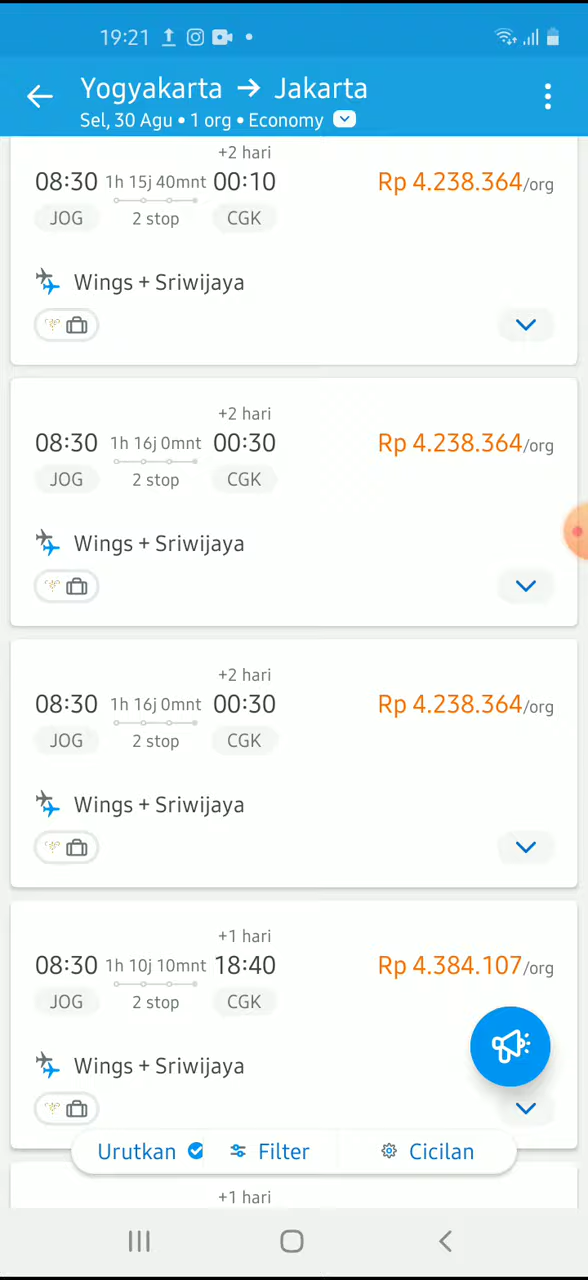 19:21
Yogyakarta → Jakarta
Sel, 30 Agu • 1 org • Economy
+2 hari
08:30 1h 15j 40mnt 00:10 Rp 4.238.364/org
JOG 2 stop CGK
Wings + Sriwijaya
+2 hari
08:30 1h 16j 0mnt 00:30 Rp 4.238.364/org
JOG 2 stop CGK
Wings + Sriwijaya
+2 hari
08:30 1h 16j 0mnt 00:30 Rp 4.238.364/org
JOG 2 stop CGK
Wings + Sriwijaya
+1 hari
08:30 1h 10j 10mnt 18:40 Rp 4.384.107/org
JOG 2 stop CGK
Wings + Sriwijaya
Urutkan Filter Cicilan
+1 hari